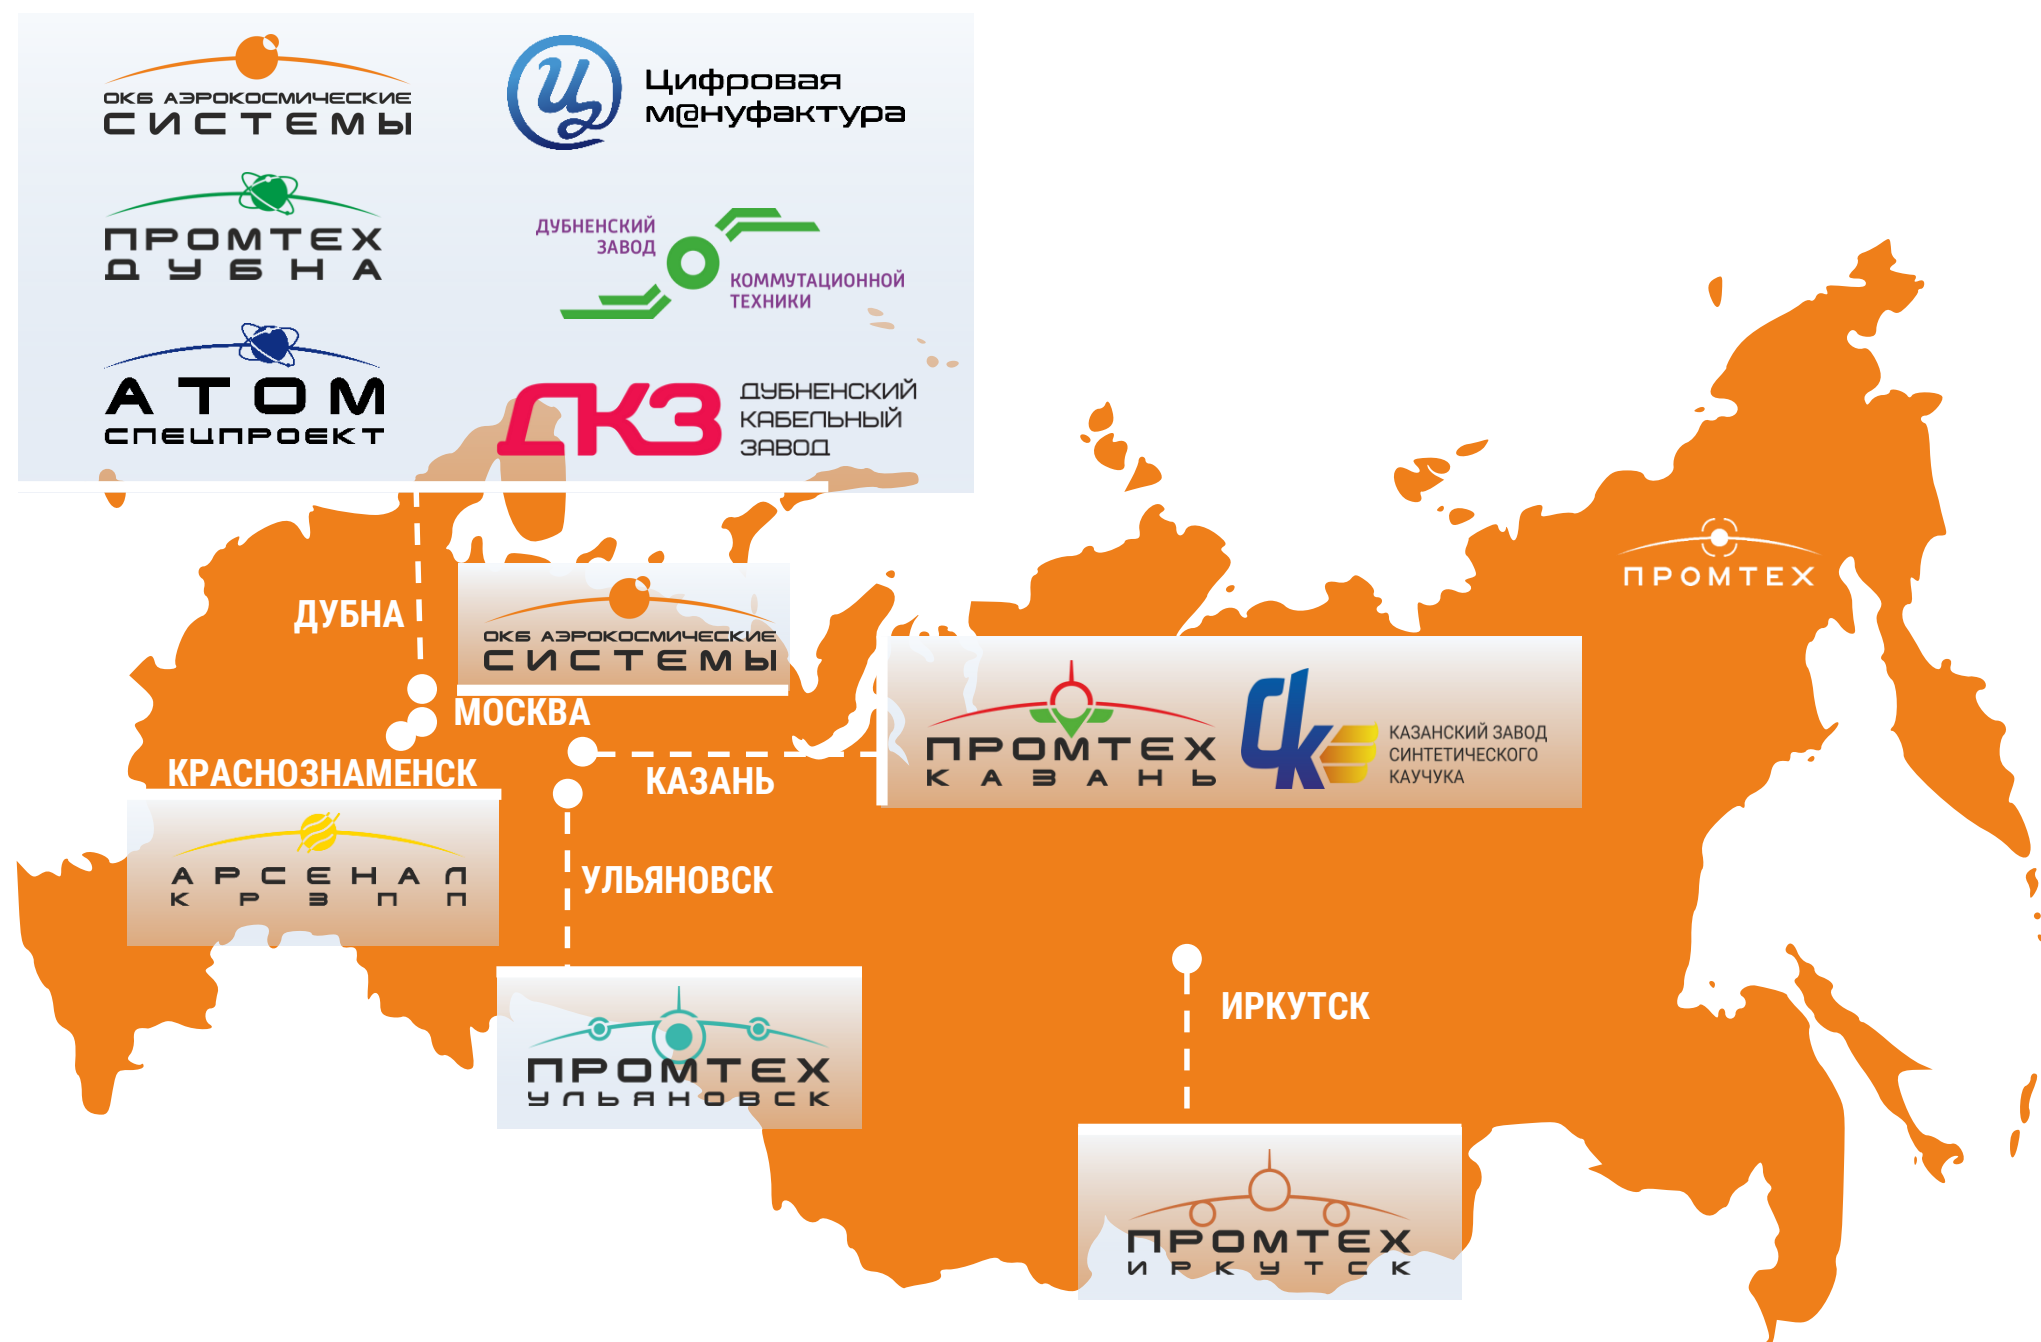 ОКБ АЭРОКОСМИЧЕСКИЕ
СИСТЕМЫ
Цифровая
м@нуфактура
ПРОМТЕХ
ДУБНА
ДУБНЕНСКИЙ
ЗАВОД
КОММУТАЦИОННОЙ
ТЕХНИКИ
АТОМ
СПЕЦПРОЕКТ
ДКЗ
ДУБНЕНСКИЙ
КАБЕЛЬНЫЙ
ЗАВОД
ПРОМТЕХ
ДУБНА
ОКБ АЭРОКОСМИЧЕСКИЕ
СИСТЕМЫ
МОСКВА
КРАСНОЗНАМЕНСК
АРСЕНАЛ
КРЗПП
КАЗАНЬ
ПРОМТЕХ
КАЗАНЬ
СК
КАЗАНСКИЙ ЗАВОД
СИНТЕТИЧЕСКОГО
КАУЧУКА
УЛЬЯНОВСК
ПРОМТЕХ
УЛЬЯНОВСК
ИРКУТСК
ПРОМТЕХ
ИРКУТСК